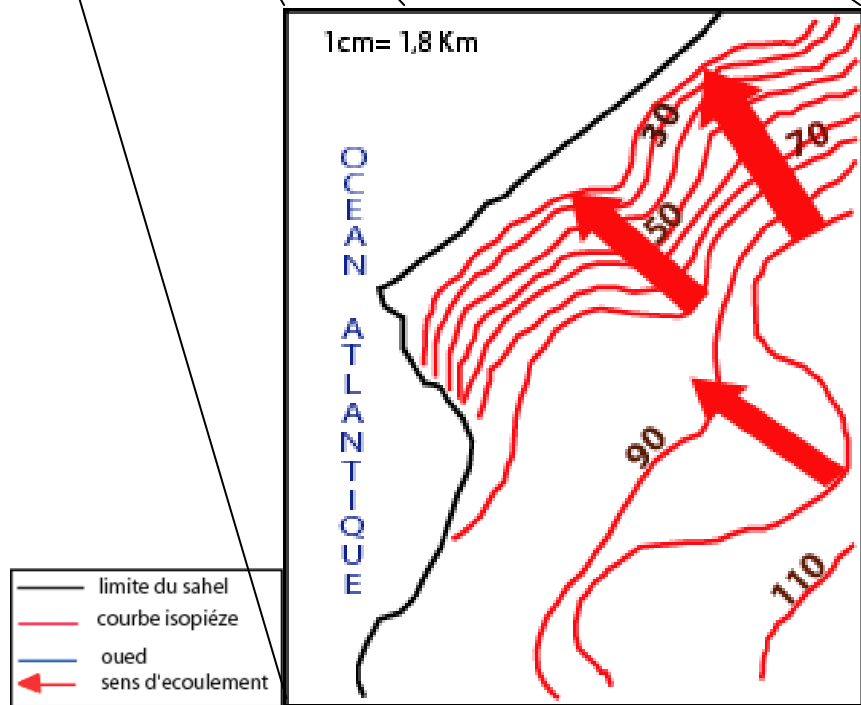 1cm= 1,8 Km
OCEAN ATLANTIQUE
30
70
50
90
110
limite du sahel
courbe isopiéze
oued
sens d'ecoulement